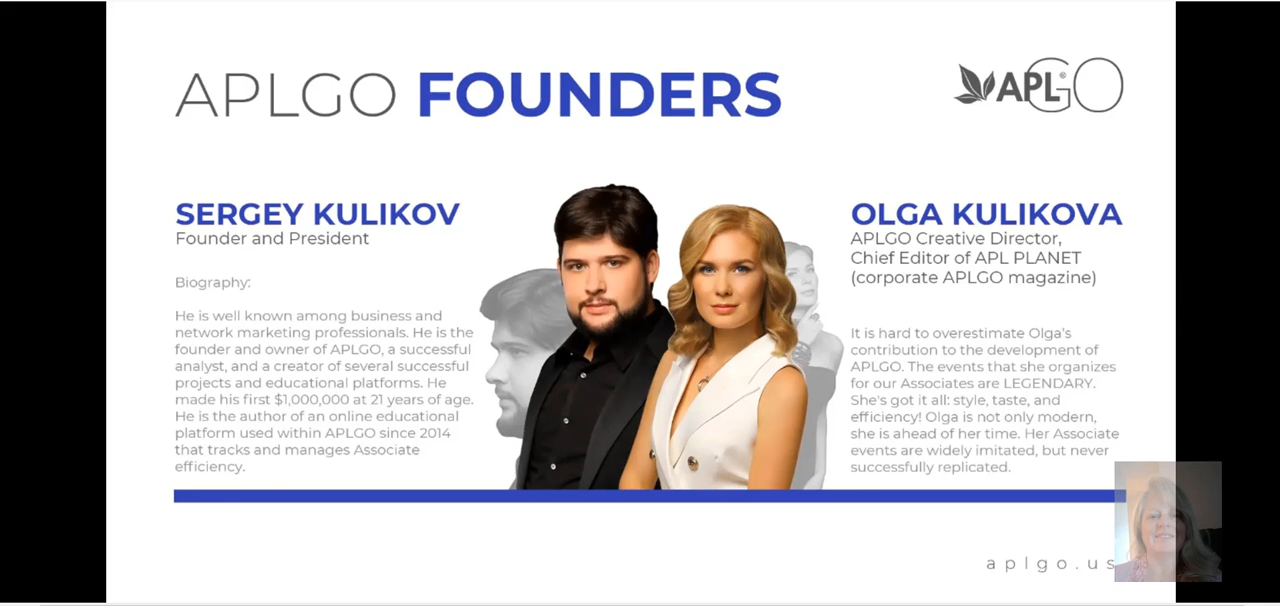 APLGO FOUNDERS
APL® GO
SERGEY KULIKOV
Founder and President
Biography:
He is well known among business and
network marketing professionals. He is the
founder and owner of APLGO, a successful
analyst, and a creator of several successful
projects and educational platforms. He
made his first $1,000,000 at 21 years of age.
He is the author of an online educational
platform used within APLGO since 2014
that tracks and manages Associate
efficiency.
OLGA KULIKOVA
APLGO Creative Director,
Chief Editor of APL PLANET
(corporate APLGO magazine)
It is hard to overestimate Olga's
contribution to the development of
APLGO. The events that she organizes
for our Associates are LEGENDARY.
She's got it all: style, taste, and
efficiency! Olga is not only modern,
she is ahead of her time. Her Associate
events are widely imitated, but never
successfully replicated.
aplgo.us